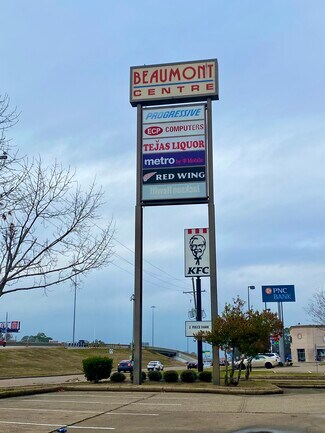 BEAUMONT
CENTRE
PROGRESSIVE
ECP COMPUTERS
TEJAS LIQUOR
metro by T Mobile
RED WING
KFC
PNC
BANK